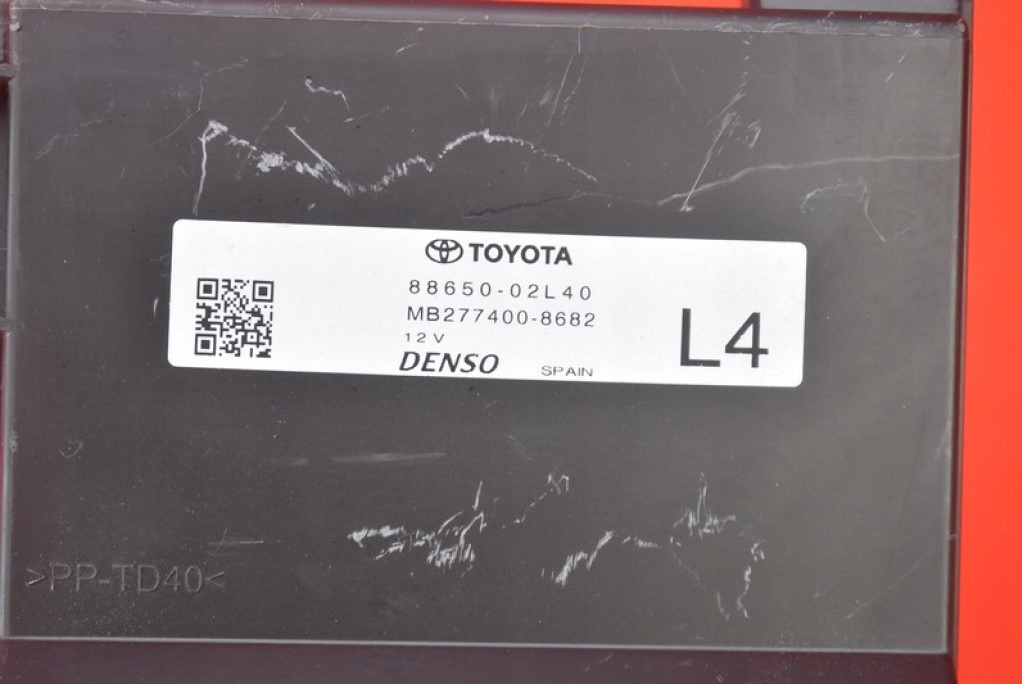 TOYOTA
88650-02L40
MB277400-8682
12V
DENSO SPAIN
L4
>PP-TD40<